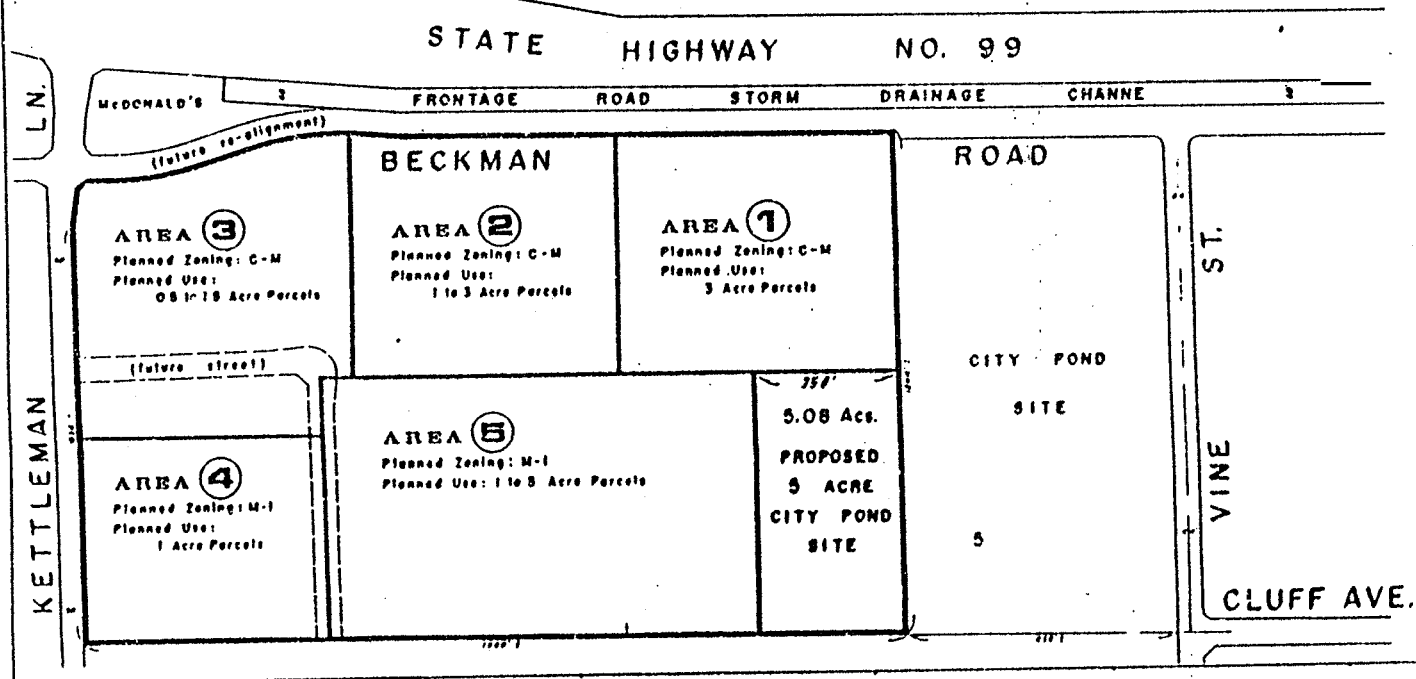 STATE HIGHWAY NO. 99
McDONALD'S
FRONTAGE ROAD STORM DRAINAGE CHANNE
(future re-alignment)
BECKMAN ROAD
KETTLEMAN LN.
AREA 3
Planned Zoning: C-M
Planned Use:
Acre Parcels
AREA 2
Planned Zoning: C-M
Planned Use:
1 to 3 Acre Parcels
AREA 1
Planned Zoning: C-M
Planned Use:
3 Acre Parcels
(future street)
AREA 4
Planned Zoning: M-1
Planned Use:
1 Acre Parcels
AREA 5
Planned Zoning: M-1
Planned Use: 1 to 5 Acre Parcels
5.08 Acs.
PROPOSED
5 ACRE
CITY POND
SITE
CITY POND
SITE
5
VINE ST.
CLUFF AVE.